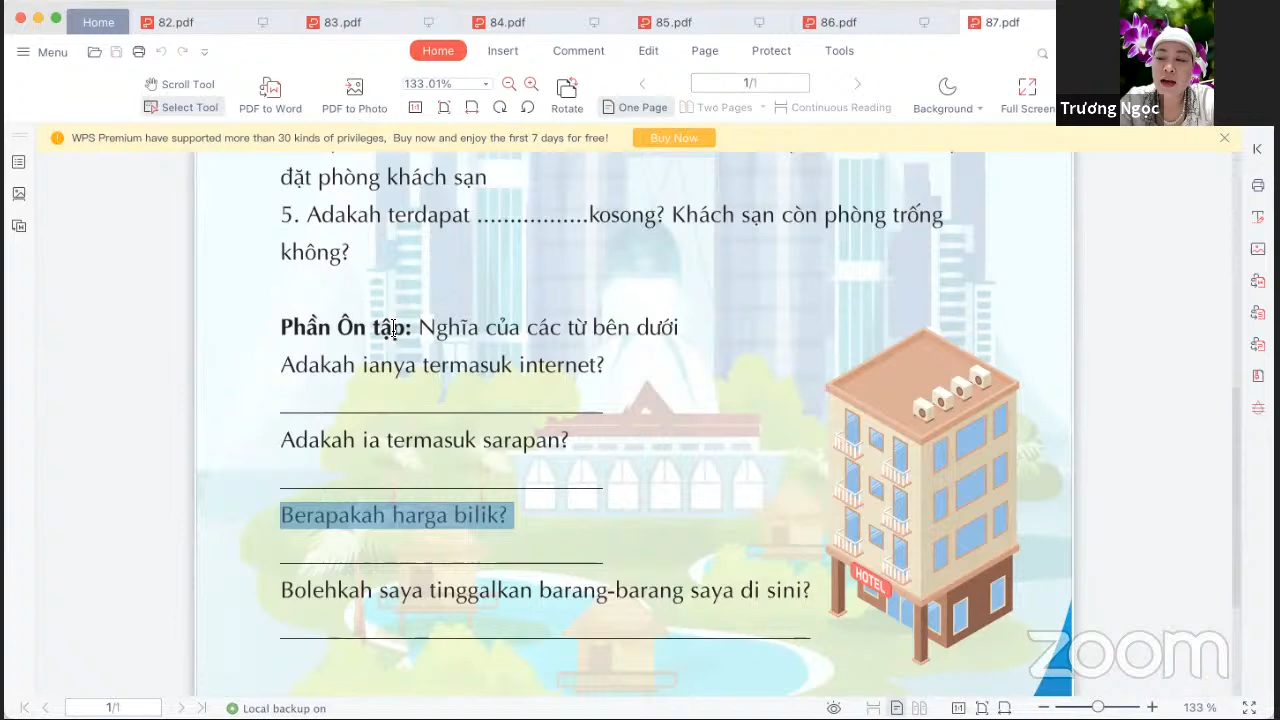 Home
82.pdf
83.pdf
84.pdf
85.pdf
86.pdf
87.pdf
Menu
Home
Insert
Comment
Edit
Page
Protect
Tools
Scroll Tool
Select Tool
PDF to Word
PDF to Photo
133.01%
Rotate
1/1
One Page
Two Pages
Continuous Reading
Background
Full Screen
Trương Ngọc
WPS Premium have supported more than 30 kinds of privileges, Buy now and enjoy the first 7 days for free!
Buy Now
đặt phòng khách sạn
5. Adakah terdapat .................kosong? Khách sạn còn phòng trống
không?
Phần Ôn tập: Nghĩa của các từ bên dưới
Adakah ianya termasuk internet?
Adakah ia termasuk sarapan?
Berapakah harga bilik?
Bolehkah saya tinggalkan barang-barang saya di sini?
HOTEL
zoom
1/1
Local backup on
133 %